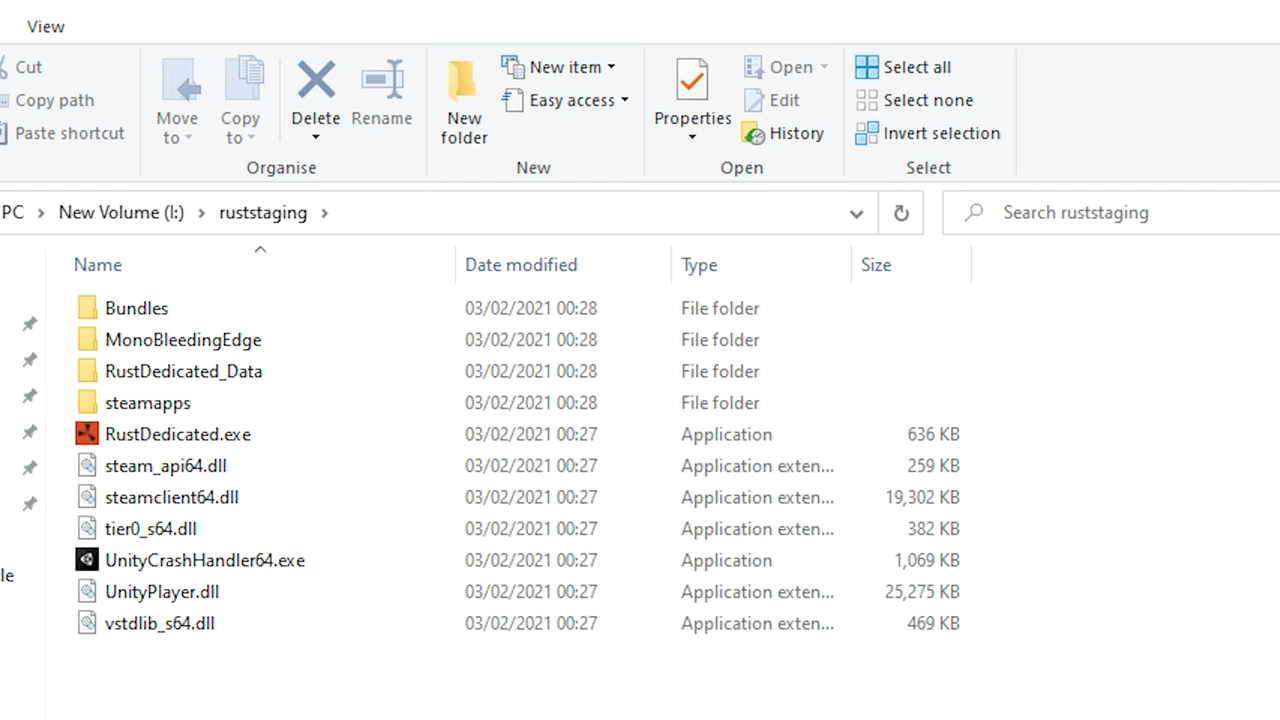 View
Cut
Copy path
Paste shortcut
Move to
Copy to
Delete
Rename
Organise
New folder
New item
Easy access
New
Properties
Open
Edit
History
Open
Select all
Select none
Invert selection
Select
PC > New Volume (I:) > ruststaging >
Search ruststaging
Name Date modified Type Size
Bundles 03/02/2021 00:28 File folder
MonoBleedingEdge 03/02/2021 00:28 File folder
RustDedicated_Data 03/02/2021 00:28 File folder
steamapps 03/02/2021 00:28 File folder
RustDedicated.exe 03/02/2021 00:27 Application 636 KB
steam_api64.dll 03/02/2021 00:27 Application exten... 259 KB
steamclient64.dll 03/02/2021 00:27 Application exten... 19,302 KB
tier0_s64.dll 03/02/2021 00:27 Application exten... 382 KB
UnityCrashHandler64.exe 03/02/2021 00:27 Application 1,069 KB
le
UnityPlayer.dll 03/02/2021 00:27 Application exten... 25,275 KB
vstdlib_s64.dll 03/02/2021 00:27 Application exten... 469 KB